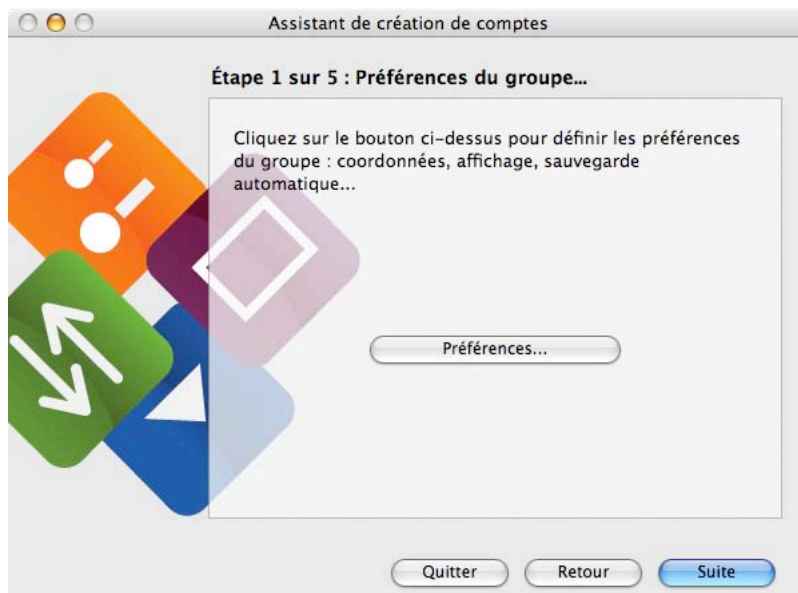 Assistant de création de comptes
Étape 1 sur 5 : Préférences du groupe...
Cliquez sur le bouton ci-dessus pour définir les préférences
du groupe : coordonnées, affichage, sauvegarde
automatique...
Préférences...
Quitter
Retour
Suite